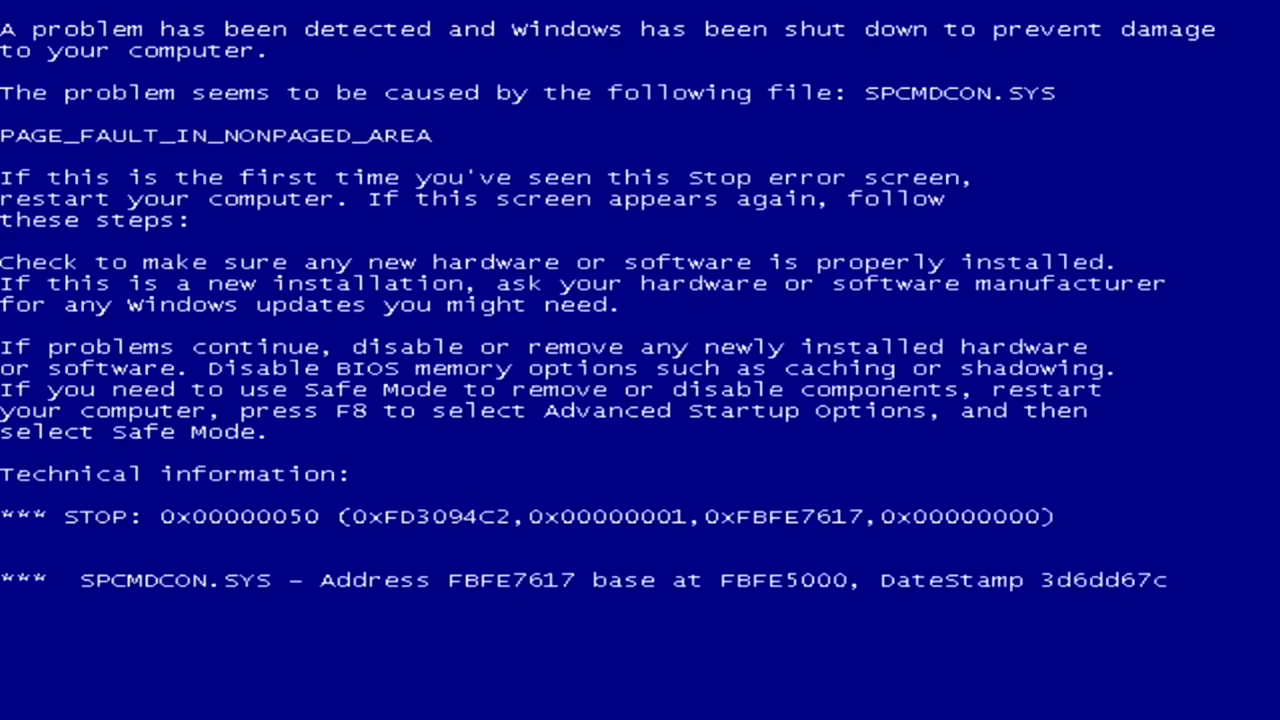 A problem has been detected and Windows has been shut down to prevent damage
to your computer.
The problem seems to be caused by the following file: SPCMDCON.SYS
PAGE_FAULT_IN_NONPAGED_AREA
If this is the first time you've seen this Stop error screen,
restart your computer. If this screen appears again, follow
these steps:
Check to make sure any new hardware or software is properly installed.
If this is a new installation, ask your hardware or software manufacturer
for any Windows updates you might need.
If problems continue, disable or remove any newly installed hardware
or software. Disable BIOS memory options such as caching or shadowing.
If you need to use Safe Mode to remove or disable components, restart
your computer, press F8 to select Advanced Startup Options, and then
select Safe Mode.
Technical information:
*** STOP: 0x00000050 (0xFD3094C2,0x00000001,0xFBFE7617,0x00000000)
***  SPCMDCON.SYS - Address FBFE7617 base at FBFE5000, DateStamp 3d6dd67c